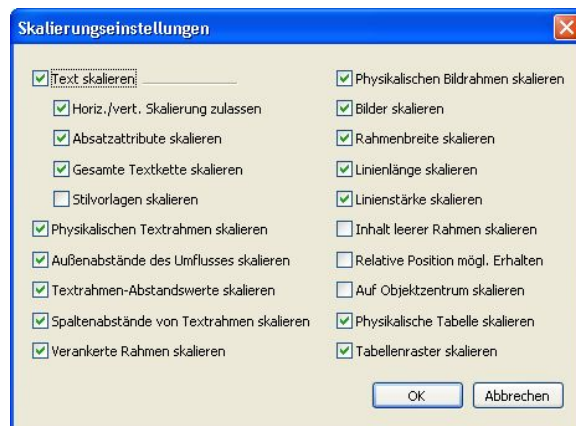 Skalierungseinstellungen
Text skalieren
Horiz./vert. Skalierung zulassen
Absatzattribute skalieren
Gesamte Textkette skalieren
Stilvorlagen skalieren
Physikalischen Textrahmen skalieren
Außenabstände des Umflusses skalieren
Textrahmen-Abstandswerte skalieren
Spaltenabstände von Textrahmen skalieren
Verankerte Rahmen skalieren
Physikalischen Bildrahmen skalieren
Bilder skalieren
Rahmenbreite skalieren
Linienlänge skalieren
Linienstärke skalieren
Inhalt leerer Rahmen skalieren
Relative Position mögl. Erhalten
Auf Objektzentrum skalieren
Physikalische Tabelle skalieren
Tabellenraster skalieren
OK
Abbrechen